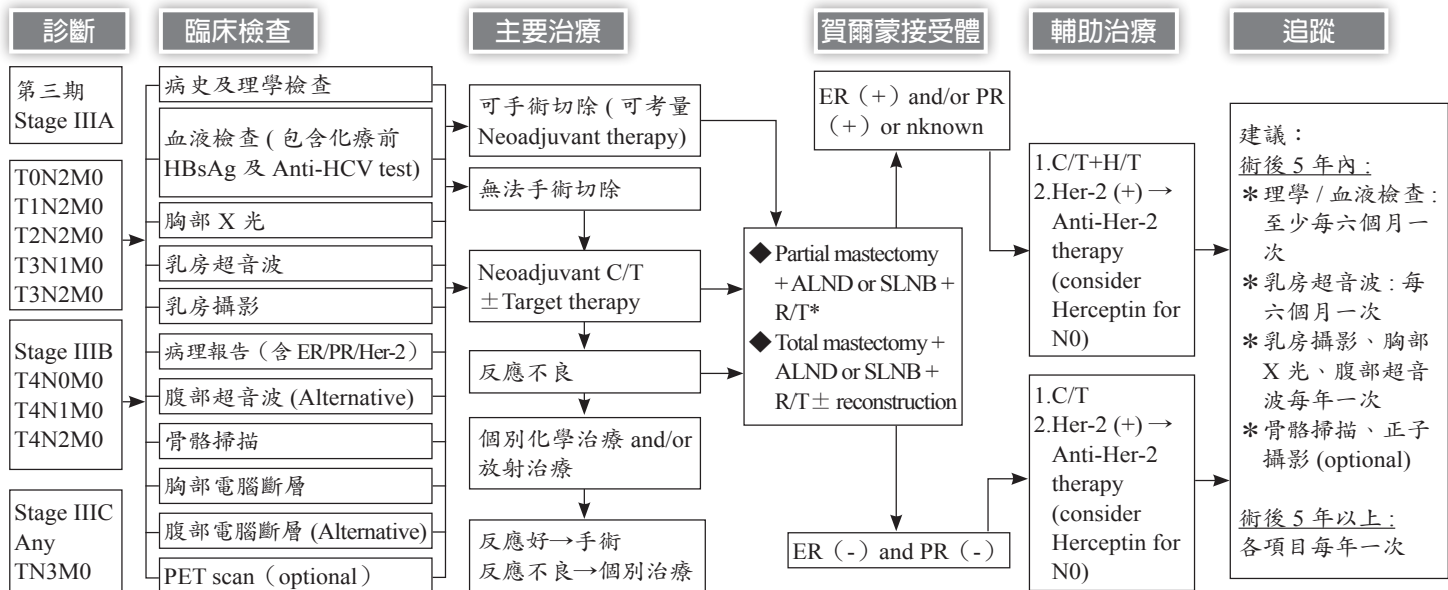 診斷
臨床檢查
主要治療
賀爾蒙接受體
輔助治療
追蹤
第三期
Stage IIIA
T0N2M0
T1N2M0
T2N2M0
T3N1M0
T3N2M0
Stage IIIB
T4N0M0
T4N1M0
T4N2M0
Stage IIIC
Any
TN3M0
病史及理學檢查
血液檢查 ( 包含化療前
HBsAg 及 Anti-HCV test)
胸部 X 光
乳房超音波
乳房攝影
病理報告（含 ER/PR/Her-2）
腹部超音波 (Alternative)
骨骼掃描
胸部電腦斷層
腹部電腦斷層 (Alternative)
PET scan（optional）
可手術切除 ( 可考量
Neoadjuvant therapy)
無法手術切除
Neoadjuvant C/T
±Target therapy
反應不良
個別化學治療 and/or
放射治療
反應好→手術
反應不良→個別治療
◆ Partial mastectomy
+ ALND or SLNB +
R/T*
◆ Total mastectomy +
ALND or SLNB +
R/T± reconstruction
ER（+）and/or PR
（+）or nknown
ER（-）and PR（-）
1.C/T+H/T
2.Her-2 (+) →
Anti-Her-2
therapy
(consider
Herceptin for
N0)
1.C/T
2.Her-2 (+) →
Anti-Her-2
therapy
(consider
Herceptin for
N0)
建議：
術後 5 年內 :
＊理學 / 血液檢查 :
至少每六個月一
次
＊乳房超音波 : 每
六個月一次
＊乳房攝影、胸部
X 光、腹部超音
波每年一次
＊骨骼掃描、正子
攝影 (optional)
術後 5 年以上 :
各項目每年一次